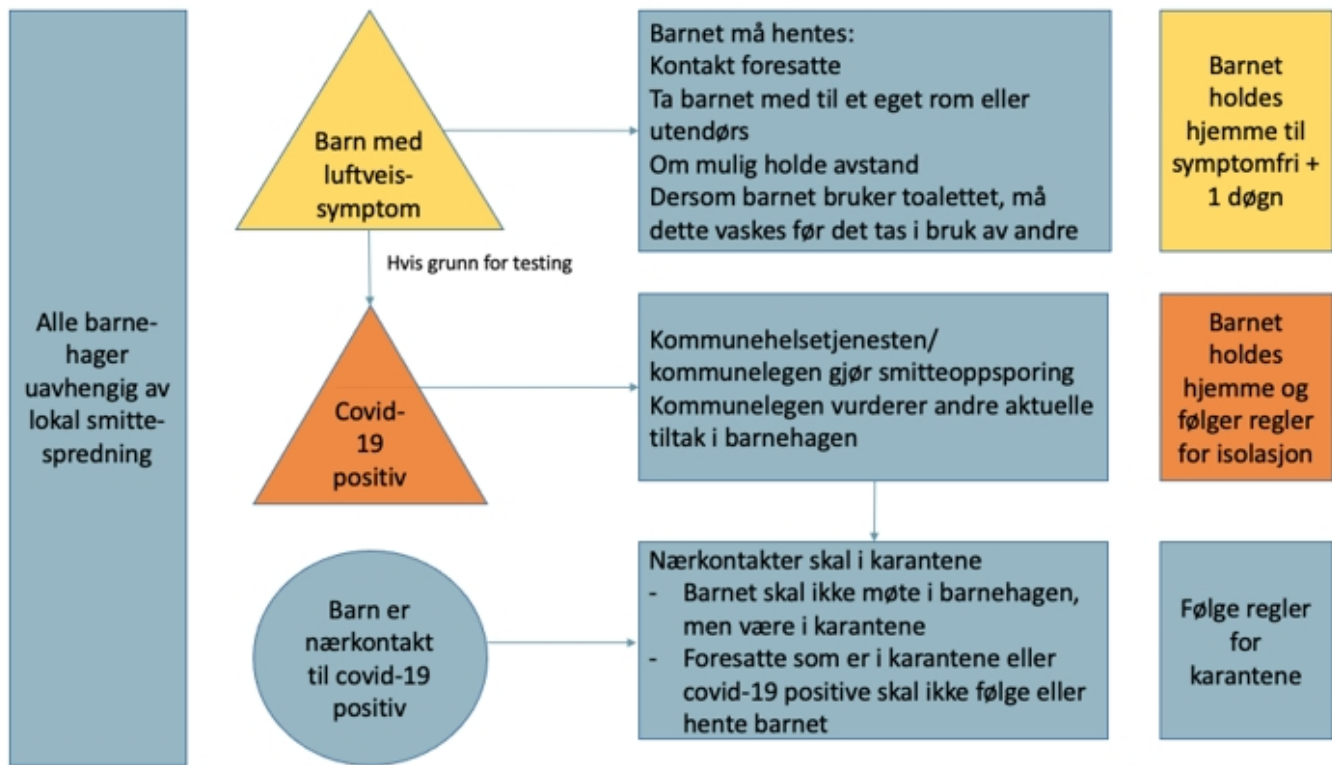 Alle barne-
hager
uavhengig av
lokal smitte-
spredning
Barn med
luftveis-
symptom
Barnet må hentes:
Kontakt foresatte
Ta barnet med til et eget rom eller
utendørs
Om mulig holde avstand
Dersom barnet bruker toalettet, må
dette vaskes før det tas i bruk av andre
Barnet
holdes
hjemme til
symptomfri +
1 døgn
Hvis grunn for testing
Covid-
19
positiv
Kommunehelsetjenesten/
kommunelegen gjør smitteoppsporing
Kommunelegen vurderer andre aktuelle
tiltak i barnehagen
Barnet
holdes
hjemme og
følger regler
for isolasjon
Barn er
nærkontakt
til covid-19
positiv
Nærkontakter skal i karantene
- Barnet skal ikke møte i barnehagen,
men være i karantene
- Foresatte som er i karantene eller
covid-19 positive skal ikke følge eller
hente barnet
Følge regler
for
karantene